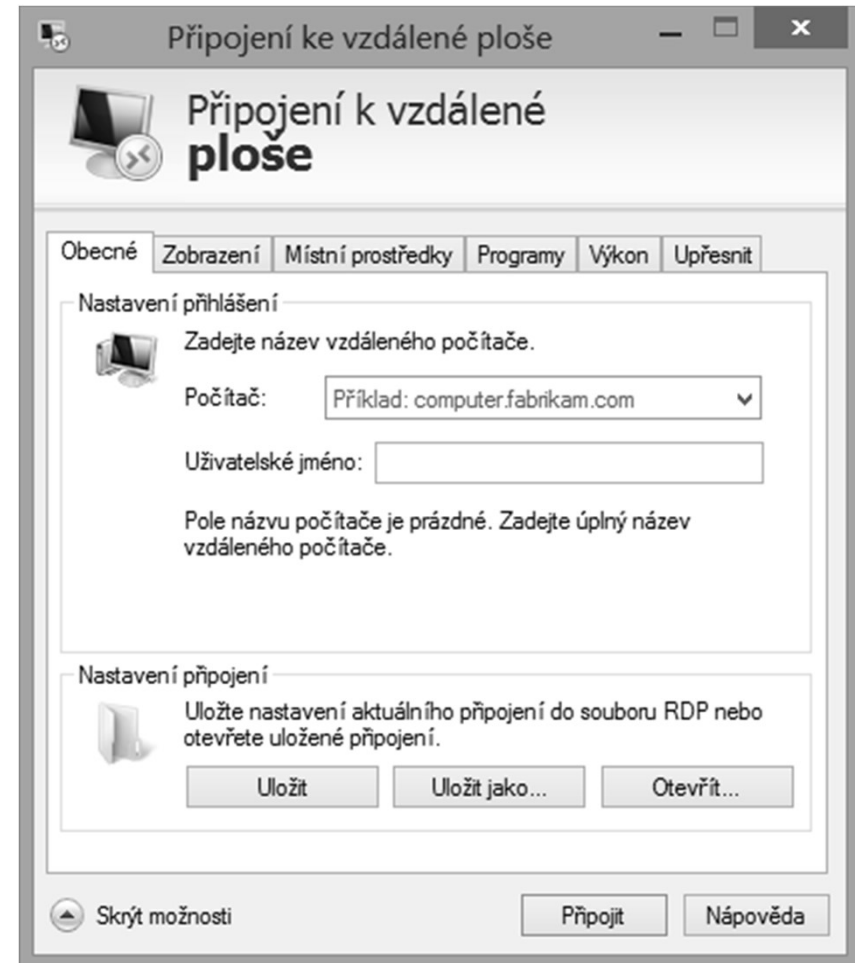 Připojení ke vzdálené ploše
Připojení k vzdálené
ploše
Obecné Zobrazení Místní prostředky Programy Výkon Upřesnit
Nastavení přihlášení
Zadejte název vzdáleného počítače.
Počítač: Příklad: computer.fabrikam.com
Uživatelské jméno:
Pole názvu počítače je prázdné. Zadejte úplný název
vzdáleného počítače.
Nastavení připojení
Uložte nastavení aktuálního připojení do souboru RDP nebo
otevřete uložené připojení.
Uložit Uložit jako... Otevřít...
Skrýt možnosti Připojit Nápověda